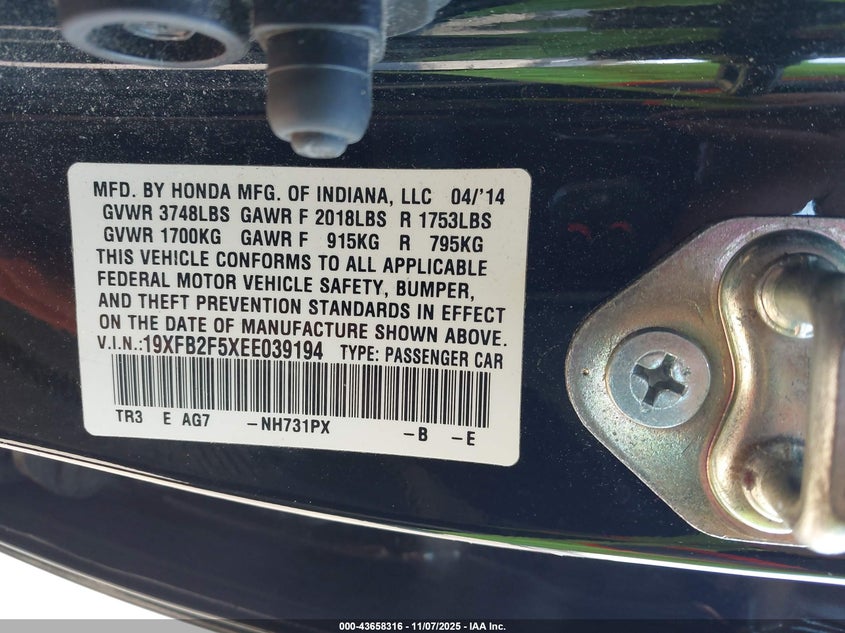 MFD. BY HONDA MFG. OF INDIANA, LLC 04/'14
GVWR 3748LBS GAWR F 2018LBS R 1753LBS
GVWR 1700KG GAWR F 915KG R 795KG
THIS VEHICLE CONFORMS TO ALL APPLICABLE
FEDERAL MOTOR VEHICLE SAFETY, BUMPER,
AND THEFT PREVENTION STANDARDS IN EFFECT
ON THE DATE OF MANUFACTURE SHOWN ABOVE.
V.I.N.:19XFB2F5XEE039194 TYPE: PASSENGER CAR
TR3 E AG7 -NH731PX -B -E
000-43658316 - 11/07/2025 - IAA Inc.